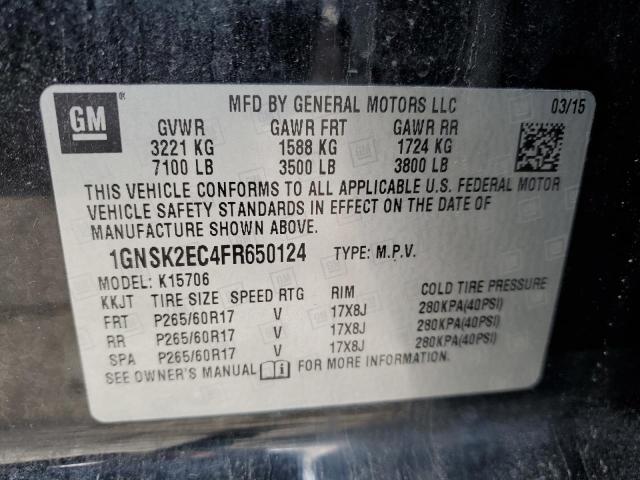 GM ® MFD BY GENERAL MOTORS LLC 03/15
GVWR GAWR FRT GAWR RR
3221 KG 1588 KG 1724 KG
7100 LB 3500 LB 3800 LB
THIS VEHICLE CONFORMS TO ALL APPLICABLE U.S. FEDERAL MOTOR
VEHICLE SAFETY STANDARDS IN EFFECT ON THE DATE OF
MANUFACTURE SHOWN ABOVE.
1GNSK2EC4FR650124 TYPE: M.P.V.
MODEL: K15706
KKJT TIRE SIZE SPEED RTG RIM COLD TIRE PRESSURE
FRT P265/60R17 V 17X8J 280KPA(40PSI)
RR P265/60R17 V 17X8J 280KPA(40PSI)
SPA P265/60R17 V 17X8J 280KPA(40PSI)
SEE OWNER'S MANUAL i FOR MORE INFORMATION.